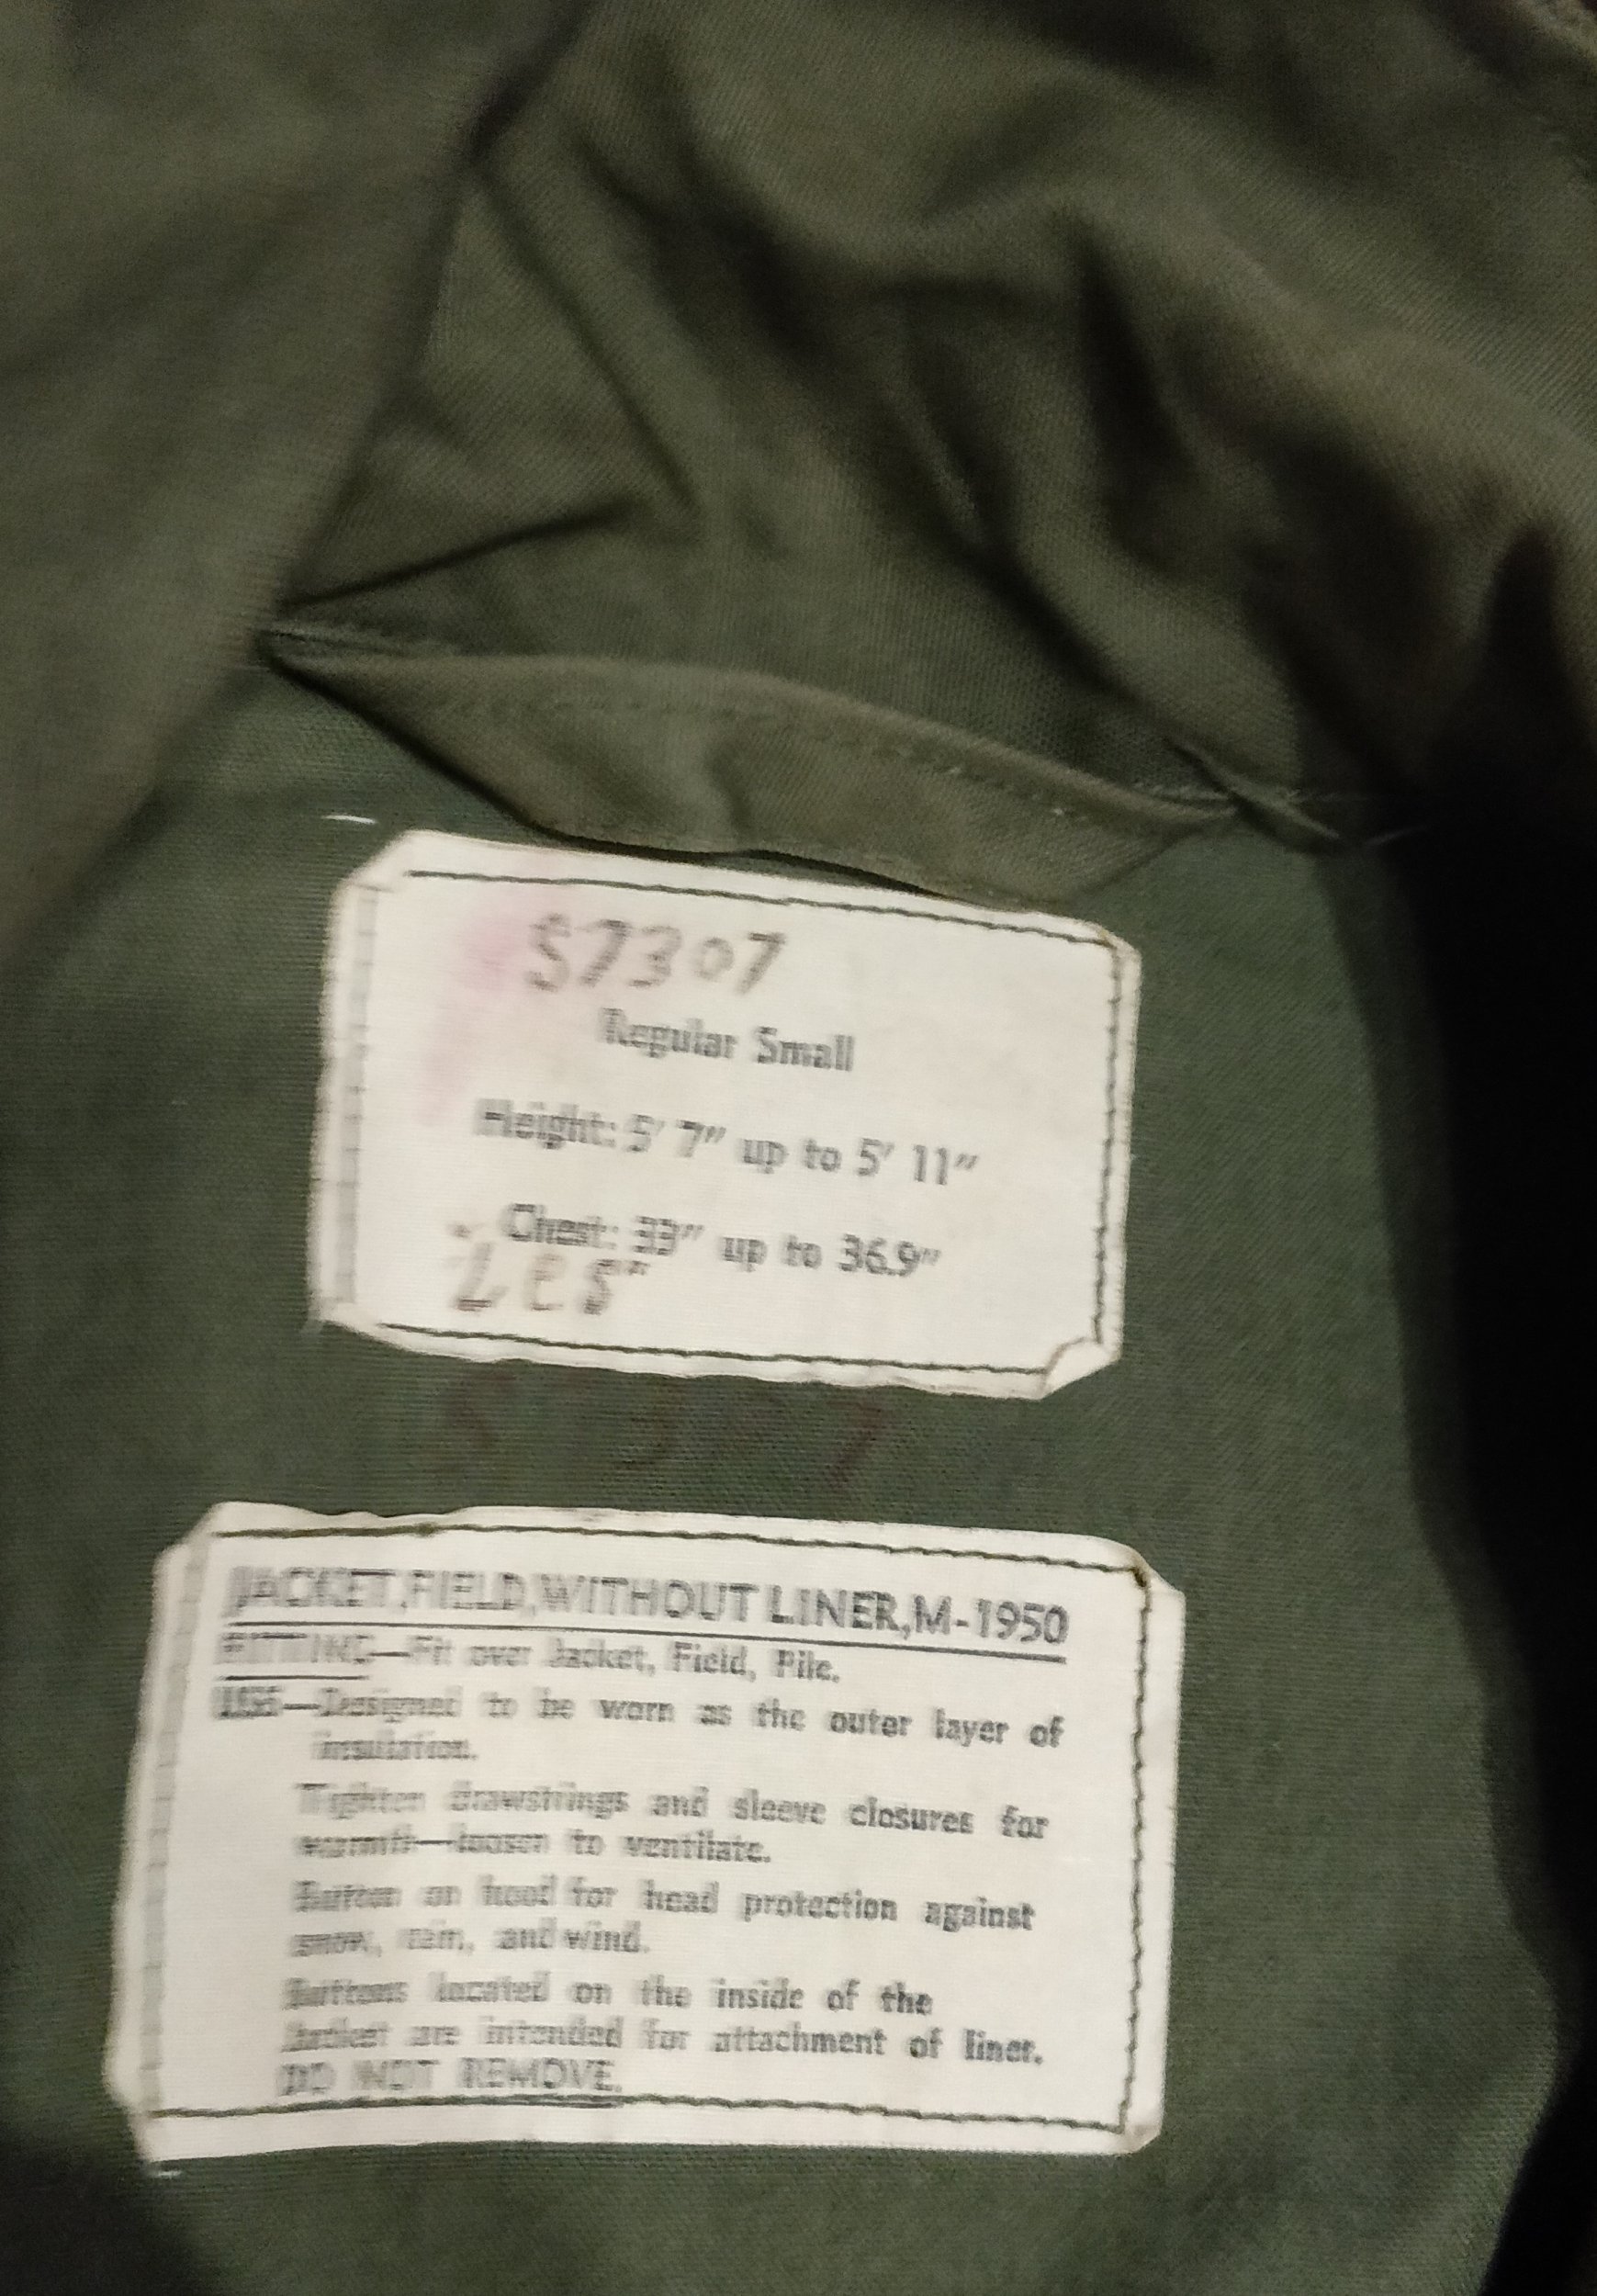 S7307
Regular Small
Height: 5' 7" up to 5' 11"
Chest: 33" up to 36.9"
"Les"
S7307
JACKET, FIELD, WITHOUT LINER, M-1950
FITTING—Fit over Jacket, Field, Pile.
USE—Designed to be worn as the outer layer of
insulation.
Tighten drawstrings and sleeve closures for
warmth—loosen to ventilate.
Button on hood for head protection against
snow, rain, and wind.
Buttons located on the inside of the
Jacket are intended for attachment of liner.
DO NOT REMOVE.